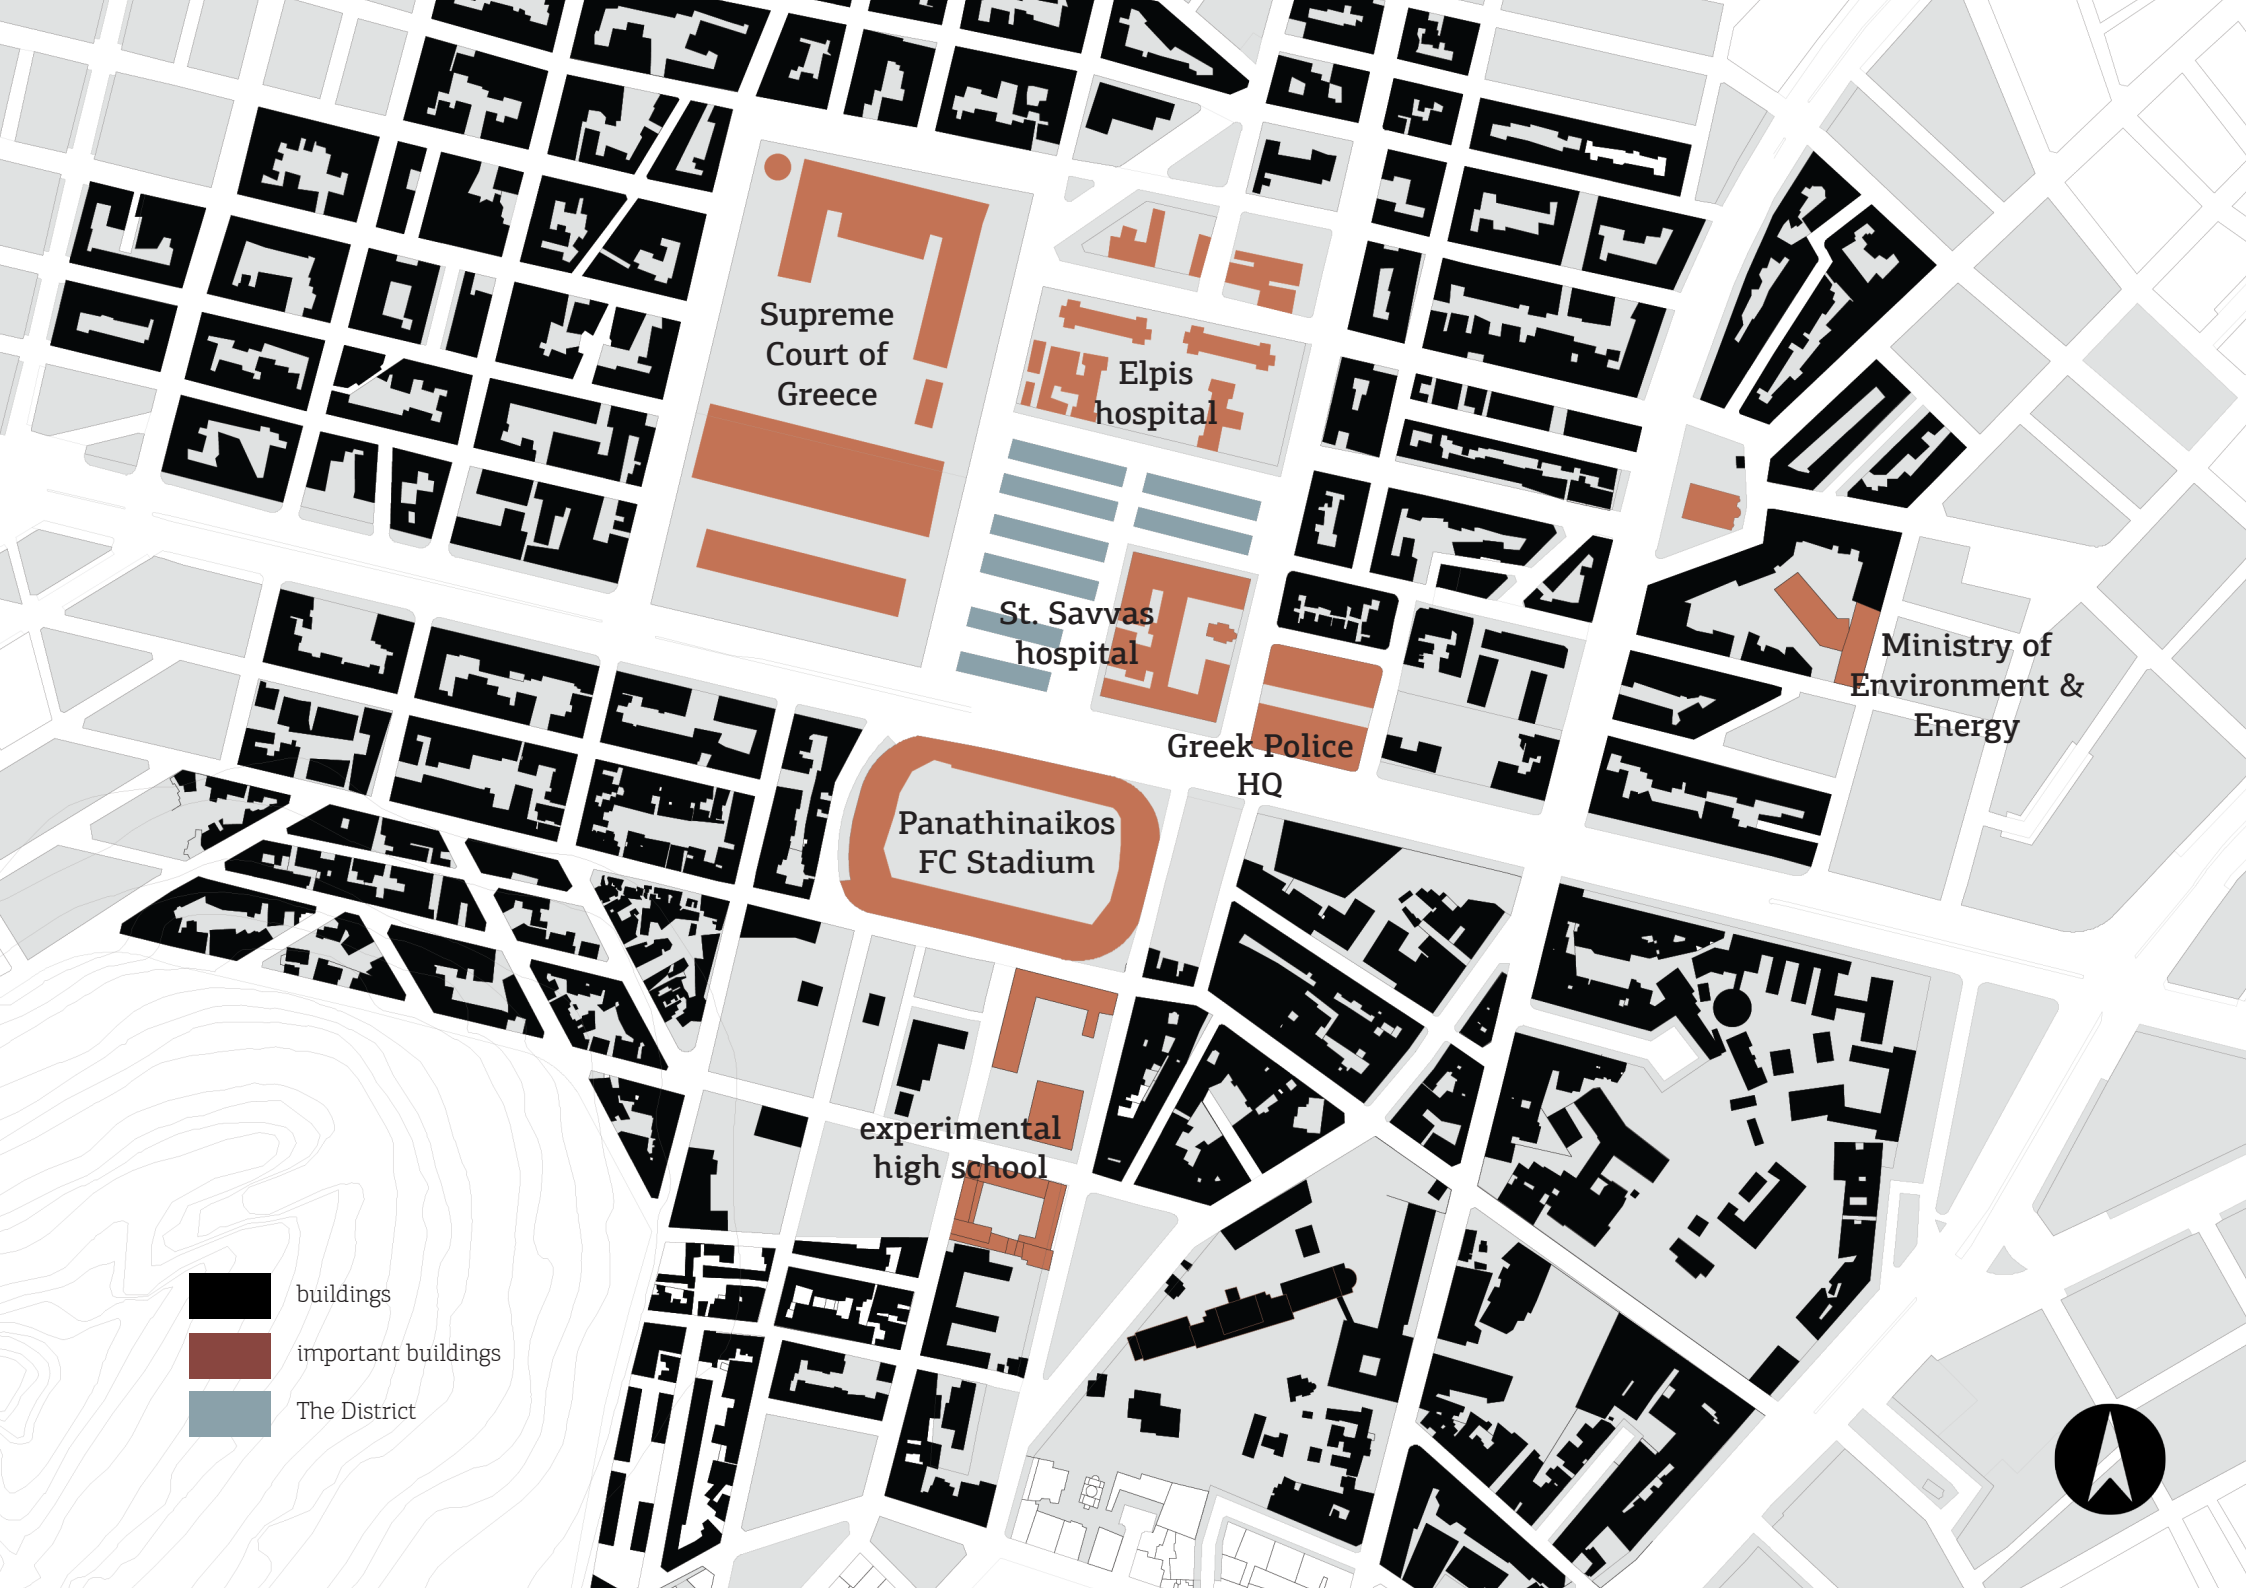 Supreme
Court of
Greece
Elpis
hospital
St. Savvas
hospital
Ministry of
Environment &
Energy
Greek Police
HQ
Panathinaikos
FC Stadium
experimental
high school
buildings
important buildings
The District